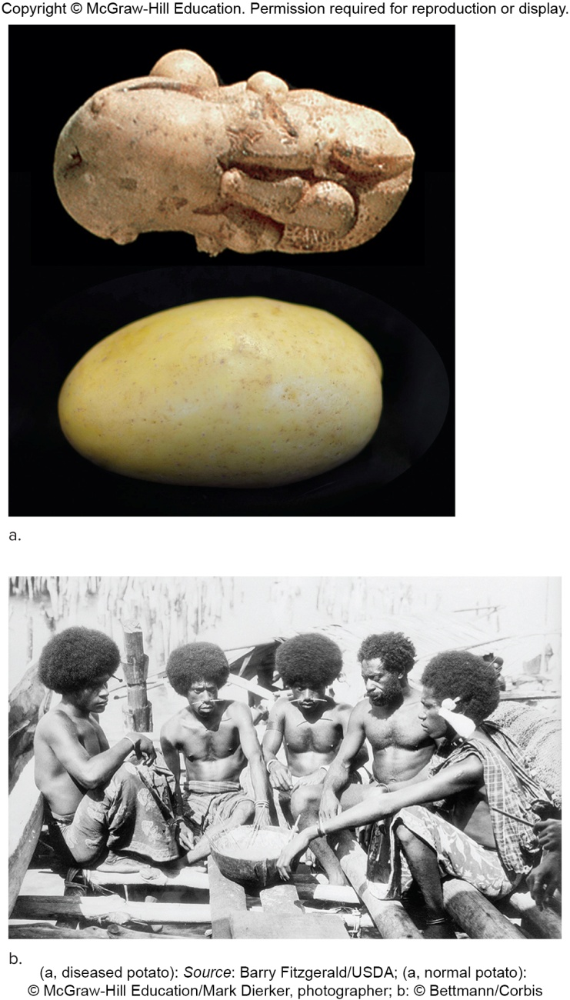 Copyright © McGraw-Hill Education. Permission required for reproduction or display.
a.
b.
(a, diseased potato): Source: Barry Fitzgerald/USDA; (a, normal potato):
© McGraw-Hill Education/Mark Dierker, photographer; b: © Bettmann/Corbis